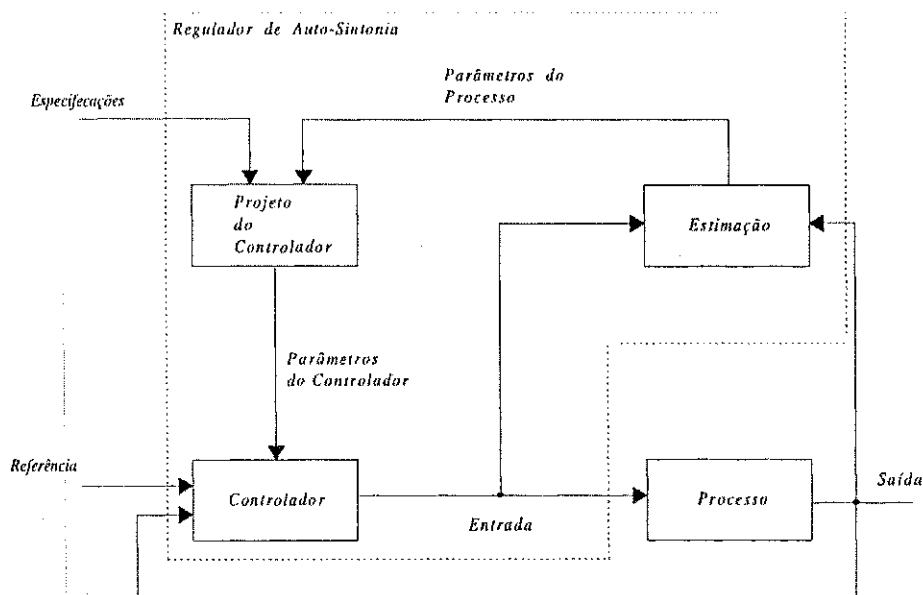 Regulador de Auto-Sintonia
Parâmetros do
Processo
Especifecações
Projeto
do
Controlador
Estimação
Parâmetros
do Controlador
Referência
Controlador
Processo
Saída
Entrada